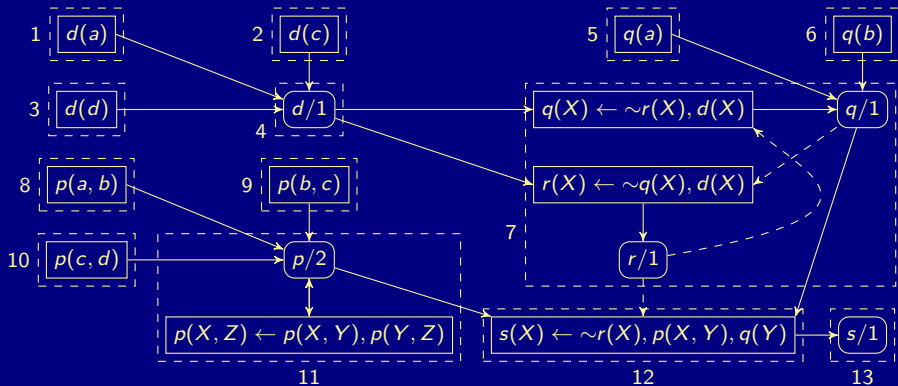 1 d(a) 2 d(c) 5 q(a) 6 q(b)
3 d(d) d/1 q(X) ← ∼r(X), d(X) q/1
4
8 p(a, b) 9 p(b, c) r(X) ← ∼q(X), d(X)
7
10 p(c, d) p/2 r/1
p(X, Z) ← p(X, Y), p(Y, Z) s(X) ← ∼r(X), p(X, Y), q(Y) s/1
11 12 13